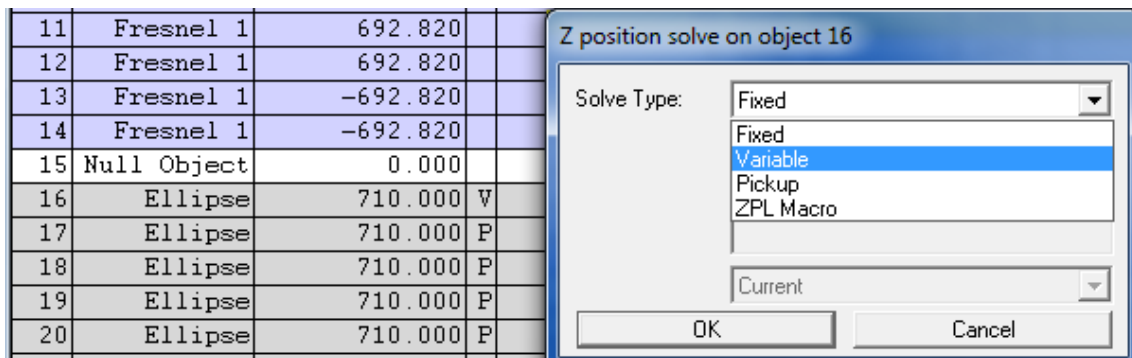 11 Fresnel 1 692.820
12 Fresnel 1 692.820
13 Fresnel 1 -692.820
14 Fresnel 1 -692.820
15 Null Object 0.000
16 Ellipse 710.000 V
17 Ellipse 710.000 P
18 Ellipse 710.000 P
19 Ellipse 710.000 P
20 Ellipse 710.000 P
Z position solve on object 16
Solve Type: Fixed
Fixed
Variable
Pickup
ZPL Macro
Current
OK Cancel